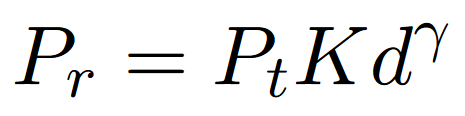 P_r = P_t K d^γ